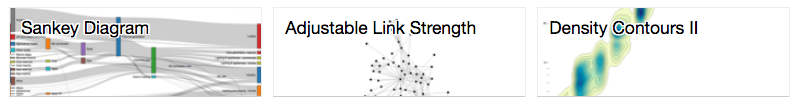 Sankey Diagram
Adjustable Link Strength
Density Contours II